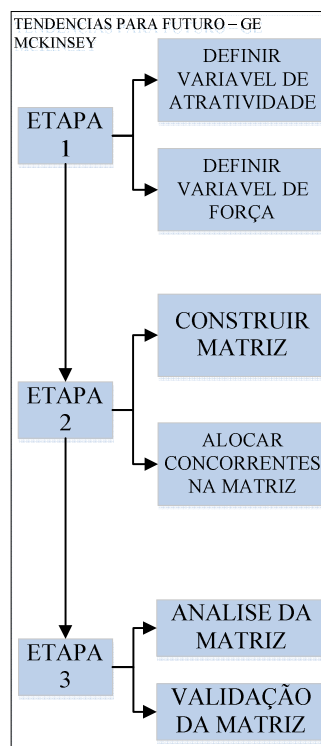 TENDENCIAS PARA FUTURO – GE
MCKINSEY
ETAPA
1
DEFINIR
VARIAVEL DE
ATRATIVIDADE
DEFINIR
VARIAVEL DE
FORÇA
ETAPA
2
CONSTRUIR
MATRIZ
ALOCAR
CONCORRENTES
NA MATRIZ
ETAPA
3
ANALISE DA
MATRIZ
VALIDAÇÃO
DA MATRIZ